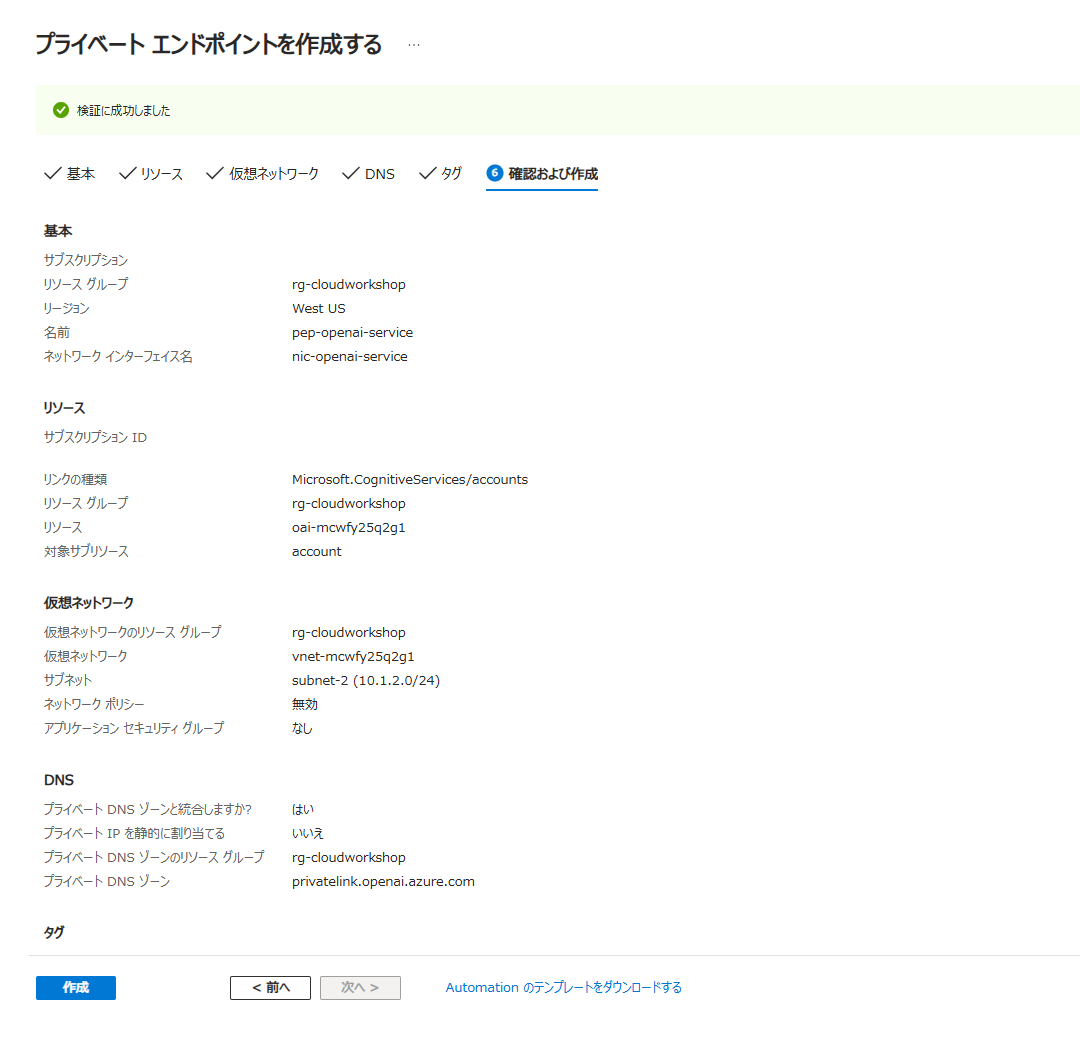 プライベート エンドポイントを作成する ...
検証に成功しました
基本 リソース 仮想ネットワーク DNS タグ 6 確認および作成
基本
サブスクリプション
リソース グループ rg-cloudworkshop
リージョン West US
名前 pep-openai-service
ネットワーク インターフェイス名 nic-openai-service
リソース
サブスクリプション ID
リンクの種類 Microsoft.CognitiveServices/accounts
リソース グループ rg-cloudworkshop
リソース oai-mcwfy25q2g1
対象サブリソース account
仮想ネットワーク
仮想ネットワークのリソース グループ rg-cloudworkshop
仮想ネットワーク vnet-mcwfy25q2g1
サブネット subnet-2 (10.1.2.0/24)
ネットワーク ポリシー 無効
アプリケーション セキュリティ グループ なし
DNS
プライベート DNS ゾーンと統合しますか? はい
プライベート IP を静的に割り当てる いいえ
プライベート DNS ゾーンのリソース グループ rg-cloudworkshop
プライベート DNS ゾーン privatelink.openai.azure.com
タグ
作成 < 前へ 次へ > Automation のテンプレートをダウンロードする